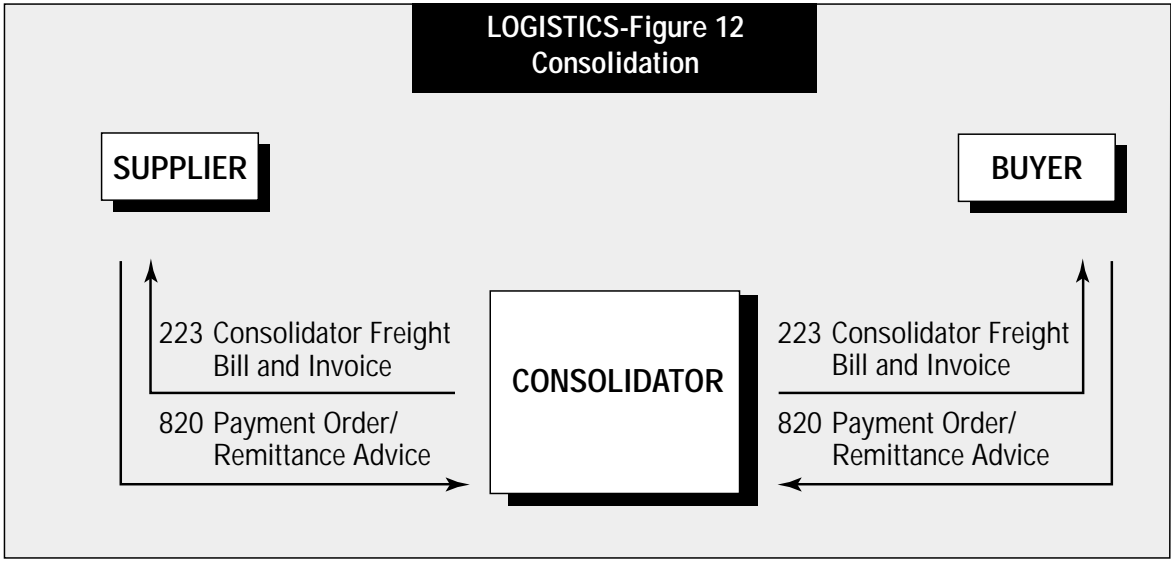 LOGISTICS-Figure 12
Consolidation
SUPPLIER
BUYER
223 Consolidator Freight
Bill and Invoice
820 Payment Order/
Remittance Advice
CONSOLIDATOR
223 Consolidator Freight
Bill and Invoice
820 Payment Order/
Remittance Advice